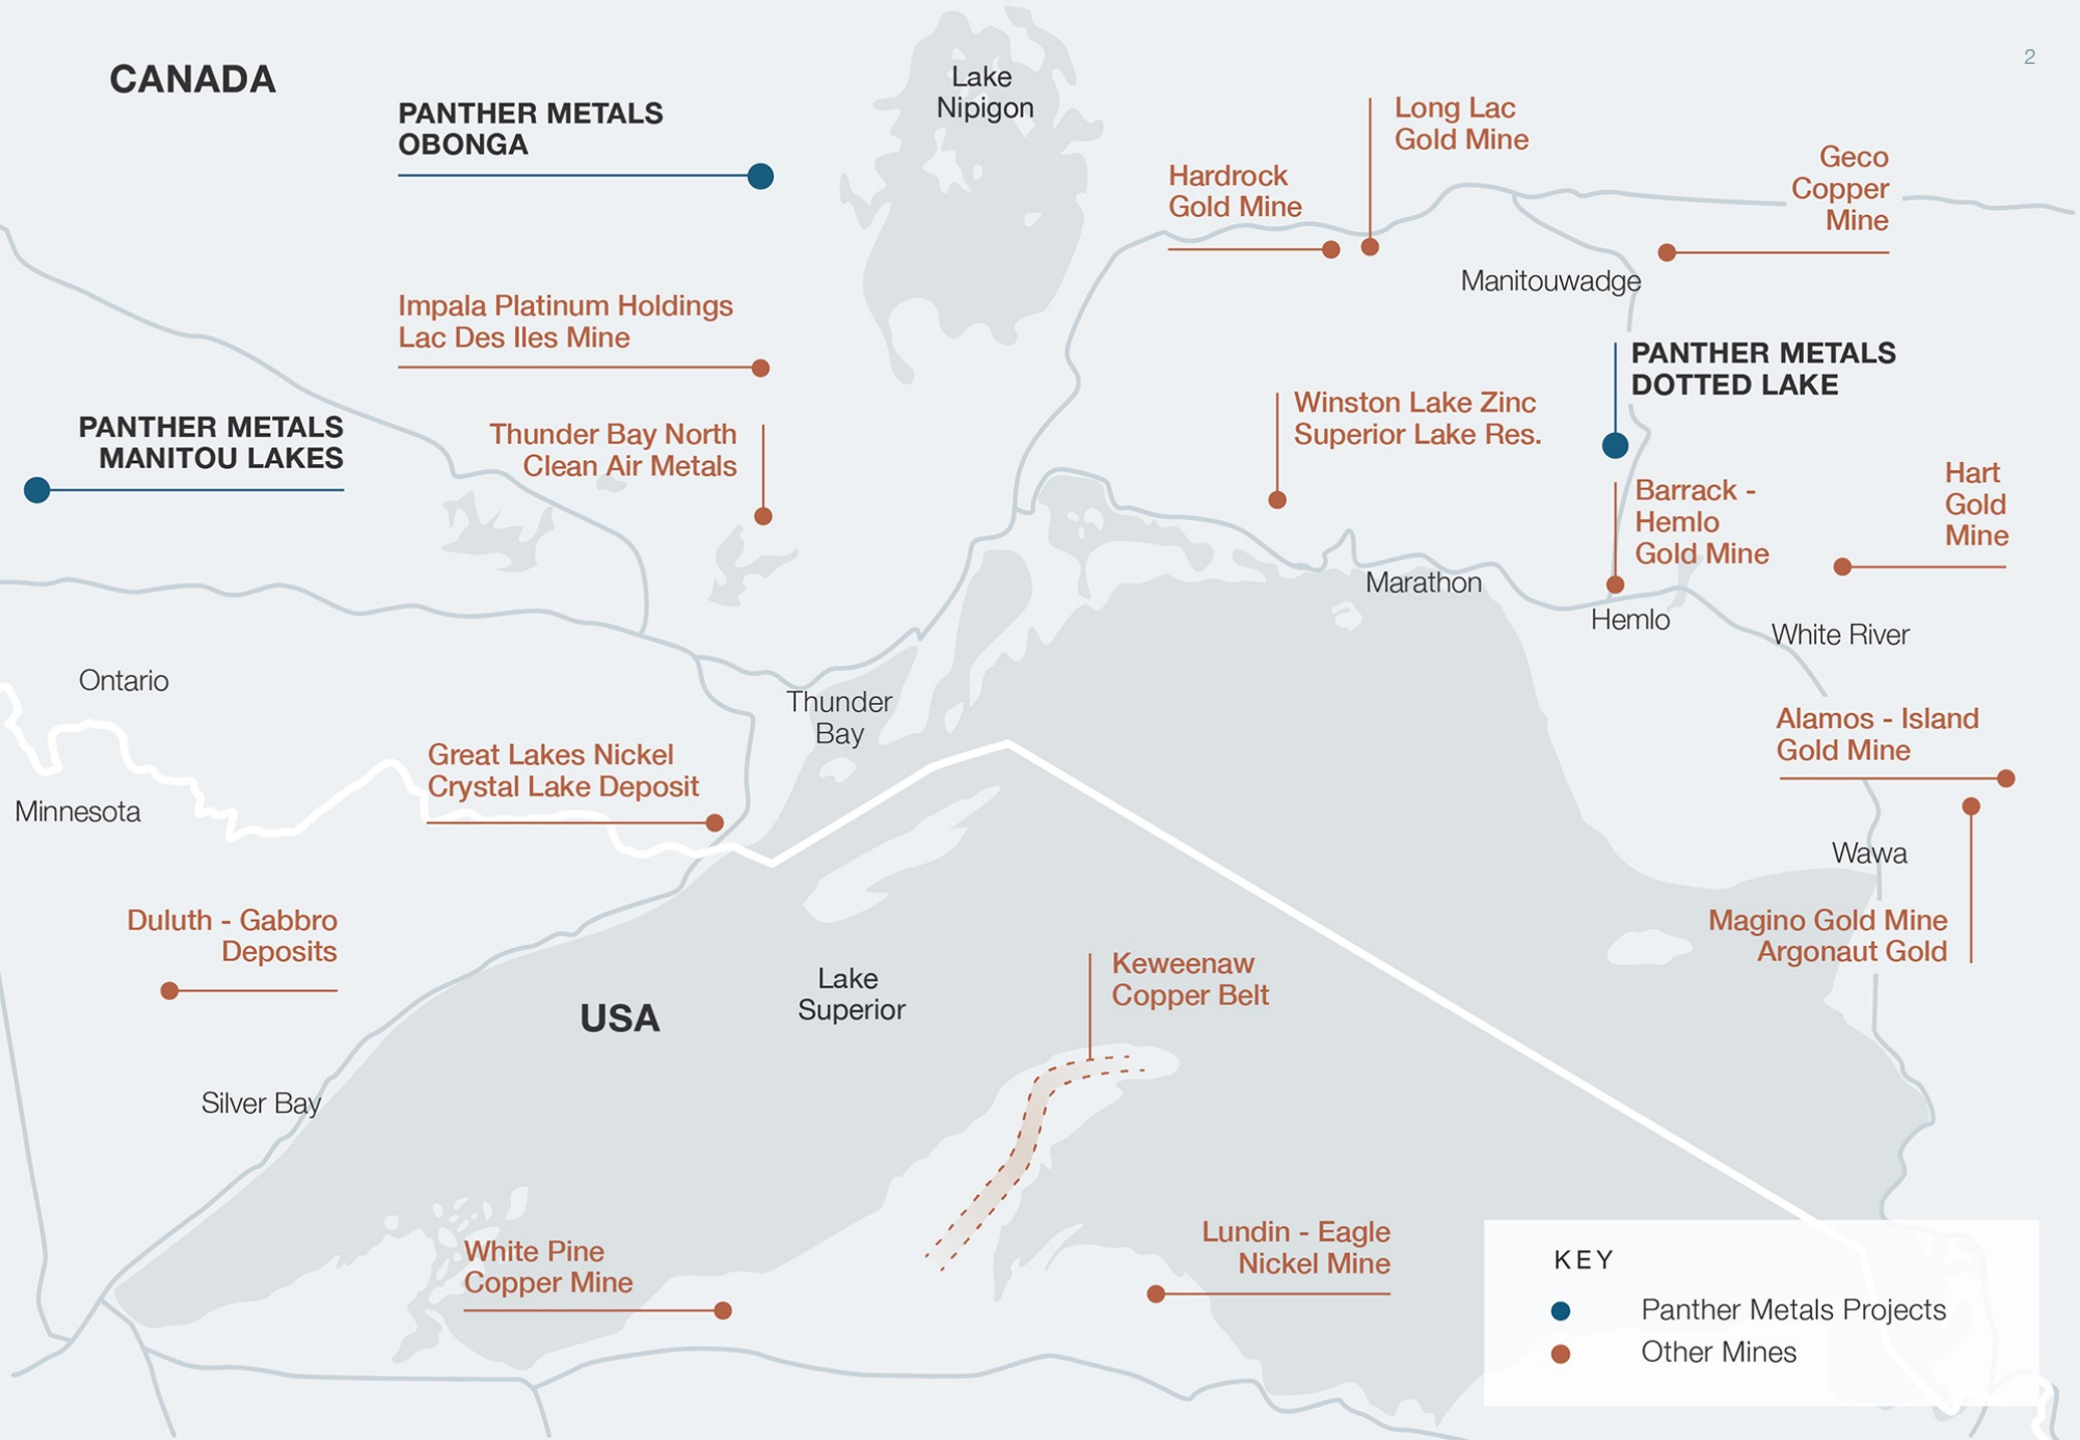 2
CANADA
PANTHER METALS
OBONGA
Lake
Nipigon
Long Lac
Gold Mine
Hardrock
Gold Mine
Geco
Copper
Mine
Manitouwadge
Impala Platinum Holdings
Lac Des Iles Mine
PANTHER METALS
DOTTED LAKE
PANTHER METALS
MANITOU LAKES
Thunder Bay North
Clean Air Metals
Winston Lake Zinc
Superior Lake Res.
Barrack -
Hemlo
Gold Mine
Hart
Gold
Mine
Marathon
Hemlo
White River
Ontario
Thunder
Bay
Alamos - Island
Gold Mine
Great Lakes Nickel
Crystal Lake Deposit
Minnesota
Wawa
Duluth - Gabbro
Deposits
Magino Gold Mine
Argonaut Gold
Lake
Superior
Keweenaw
Copper Belt
USA
Silver Bay
White Pine
Copper Mine
Lundin - Eagle
Nickel Mine
KEY
Panther Metals Projects
Other Mines